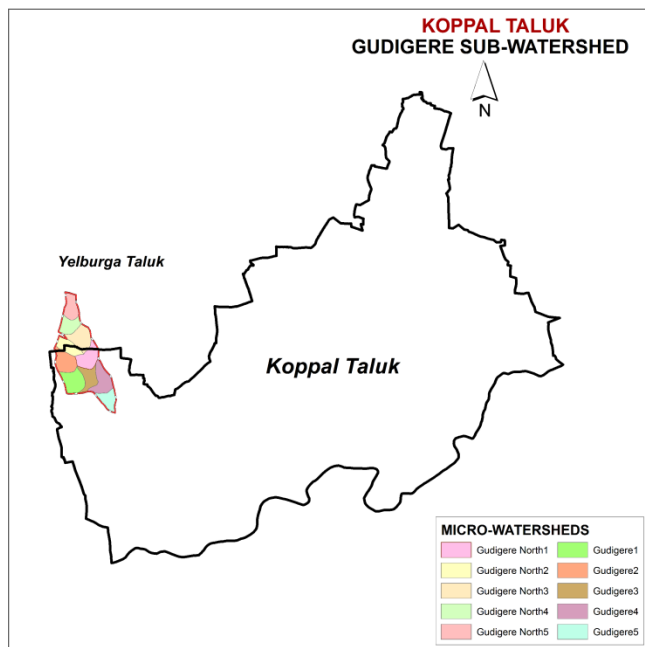 KOPPAL TALUK
GUDIGERE SUB-WATERSHED
N
Yelburga Taluk
Koppal Taluk
MICRO-WATERSHEDS
Gudigere North1
Gudigere1
Gudigere North2
Gudigere2
Gudigere North3
Gudigere3
Gudigere North4
Gudigere4
Gudigere North5
Gudigere5